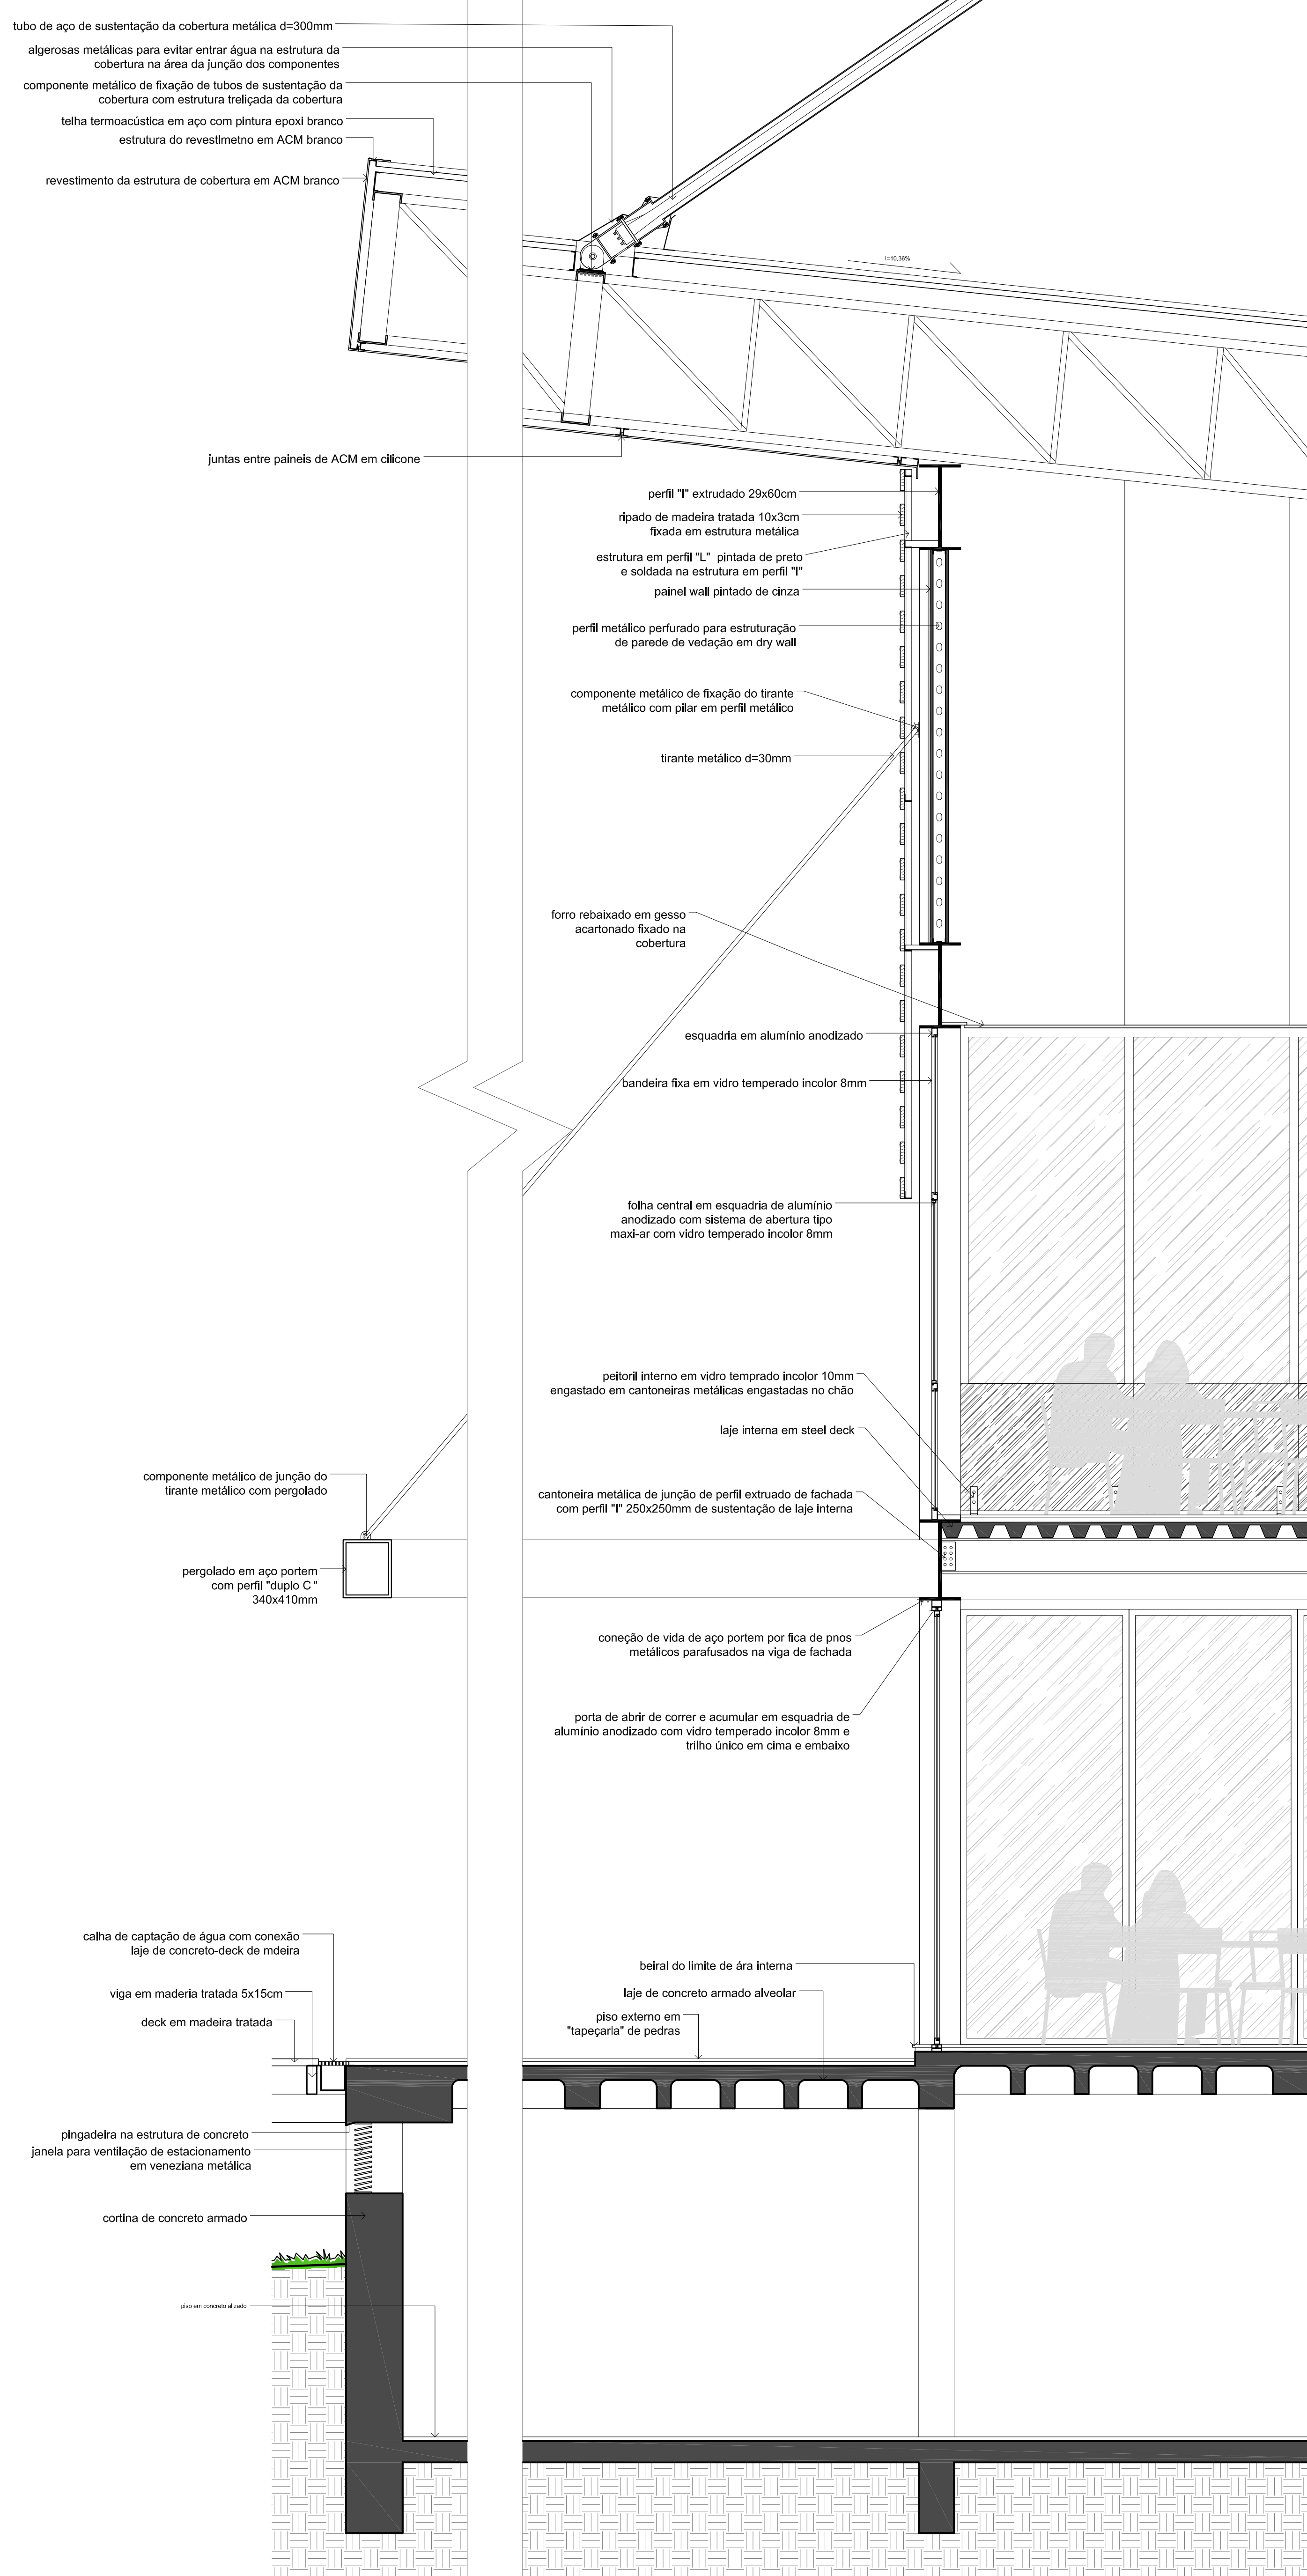 tubo de aço de sustentação da cobertura metálica d=300mm
algerosas metálicas para evitar entrar água na estrutura da
cobertura na área da junção dos componentes
componente metálico de fixação de tubos de sustentação da
cobertura com estrutura treliçada da cobertura
telha termoacústica em aço com pintura epoxi branco
estrutura do revestimetno em ACM branco
revestimento da estrutura de cobertura em ACM branco
I=10,36%
juntas entre paineis de ACM em cilicone
perfil "I" extrudado 29x60cm
ripado de madeira tratada 10x3cm
fixada em estrutura metálica
estrutura em perfil "L" pintada de preto
e soldada na estrutura em perfil "I"
painel wall pintado de cinza
perfil metálico perfurado para estruturação
de parede de vedação em dry wall
componente metálico de fixação do tirante
metálico com pilar em perfil metálico
tirante metálico d=30mm
forro rebaixado em gesso
acartonado fixado na
cobertura
esquadria em alumínio anodizado
bandeira fixa em vidro temperado incolor 8mm
folha central em esquadria de alumínio
anodizado com sistema de abertura tipo
maxi-ar com vidro temperado incolor 8mm
peitoril interno em vidro temprado incolor 10mm
engastado em cantoneiras metálicas engastadas no chão
laje interna em steel deck
componente metálico de junção do
tirante metálico com pergolado
cantoneira metálica de junção de perfil extruado de fachada
com perfil "I" 250x250mm de sustentação de laje interna
pergolado em aço portem
com perfil "duplo C"
340x410mm
coneção de vida de aço portem por fica de pnos
metálicos parafusados na viga de fachada
porta de abrir de correr e acumular em esquadria de
alumínio anodizado com vidro temperado incolor 8mm e
trilho único em cima e embaixo
calha de captação de água com conexão
laje de concreto-deck de mdeira
beiral do limite de ára interna
viga em maderia tratada 5x15cm
laje de concreto armado alveolar
deck em madeira tratada
piso externo em
"tapeçaria" de pedras
pingadeira na estrutura de concreto
janela para ventilação de estacionamento
em veneziana metálica
cortina de concreto armado
piso em concreto alizado